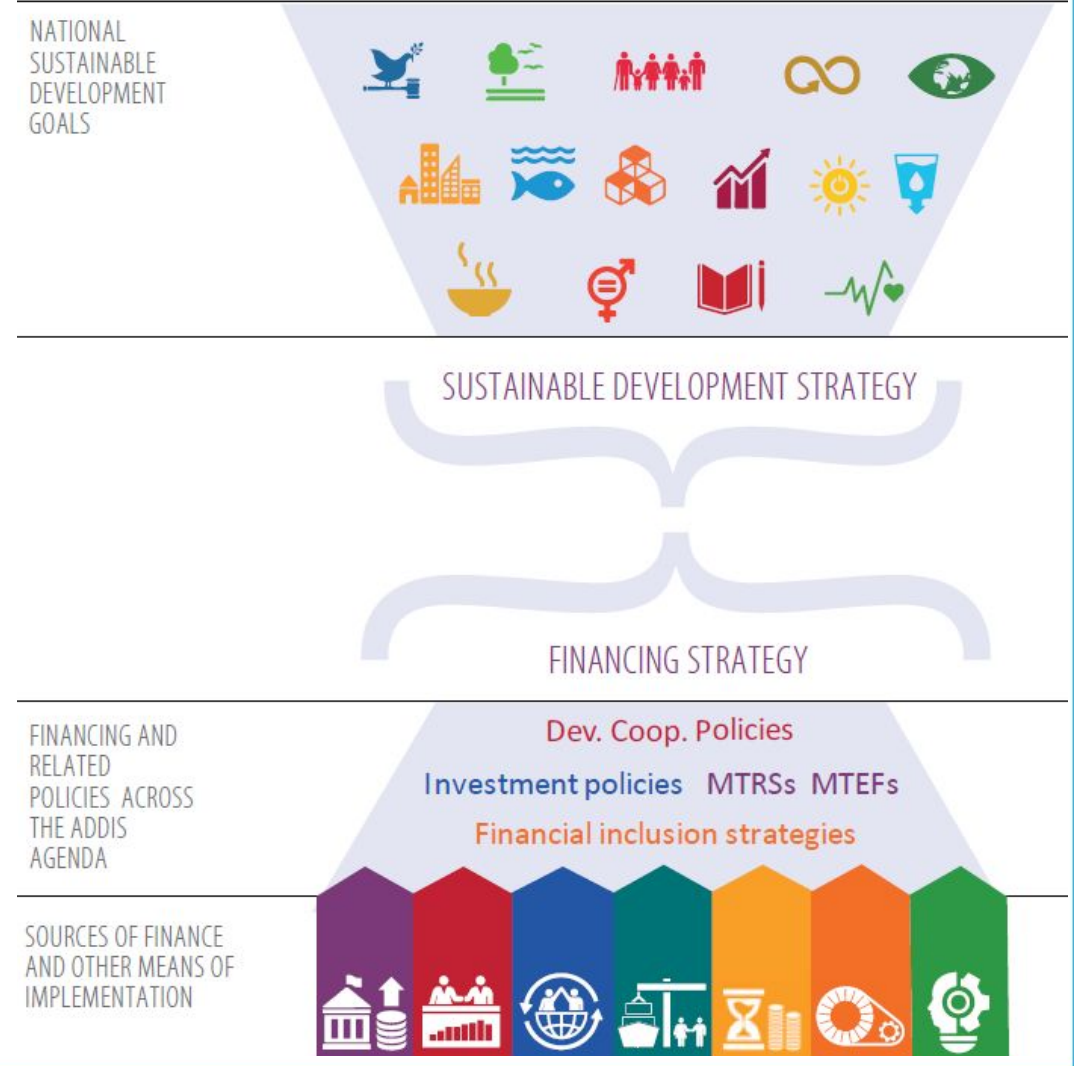 NATIONAL
SUSTAINABLE
DEVELOPMENT
GOALS
SUSTAINABLE DEVELOPMENT STRATEGY
FINANCING STRATEGY
FINANCING AND
RELATED
POLICIES ACROSS
THE ADDIS
AGENDA
Dev. Coop. Policies
Investment policies MTRSs MTEFs
Financial inclusion strategies
SOURCES OF FINANCE
AND OTHER MEANS OF
IMPLEMENTATION